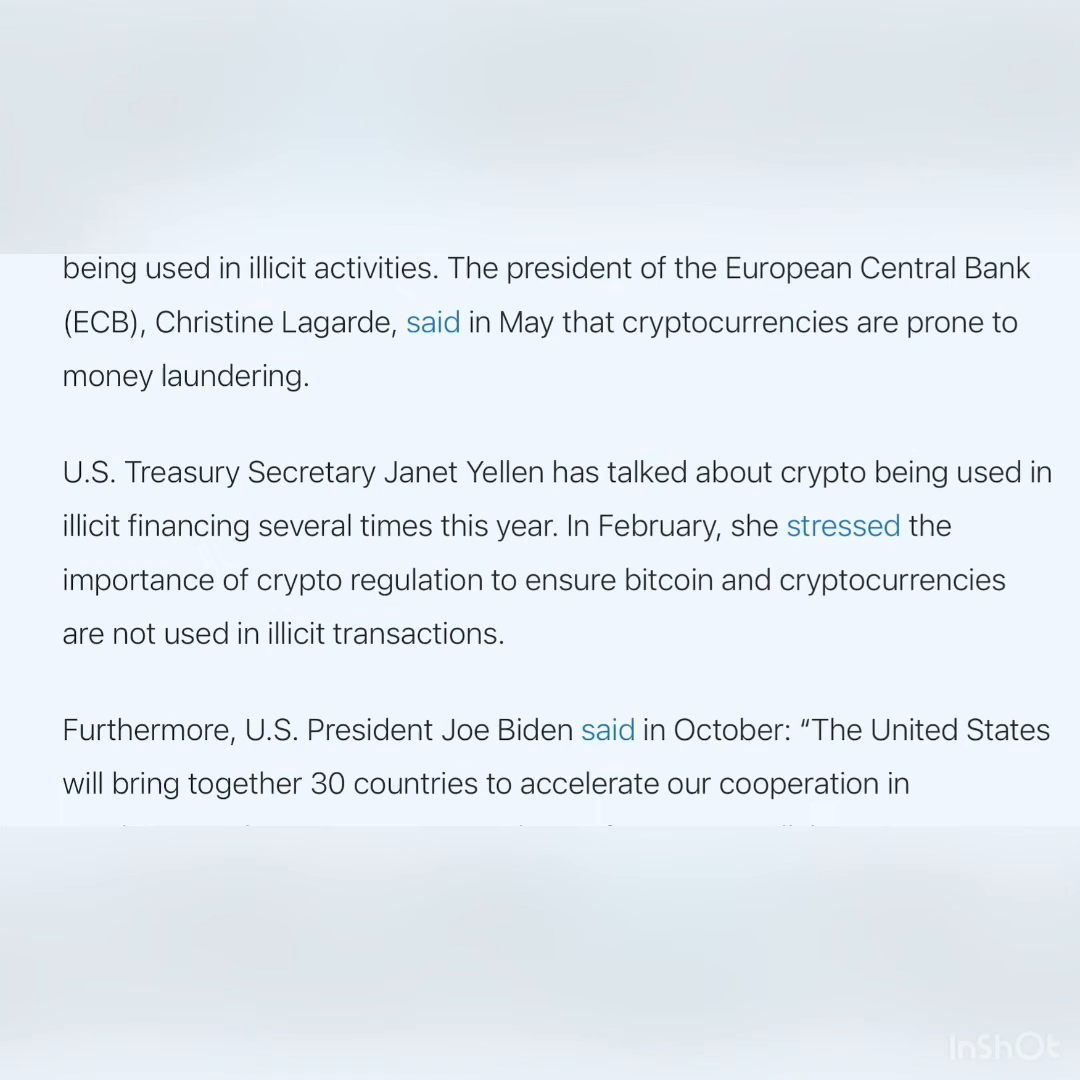 being used in illicit activities. The president of the European Central Bank
(ECB), Christine Lagarde, said in May that cryptocurrencies are prone to
money laundering.
U.S. Treasury Secretary Janet Yellen has talked about crypto being used in
illicit financing several times this year. In February, she stressed the
importance of crypto regulation to ensure bitcoin and cryptocurrencies
are not used in illicit transactions.
Furthermore, U.S. President Joe Biden said in October: “The United States
will bring together 30 countries to accelerate our cooperation in
InShOt